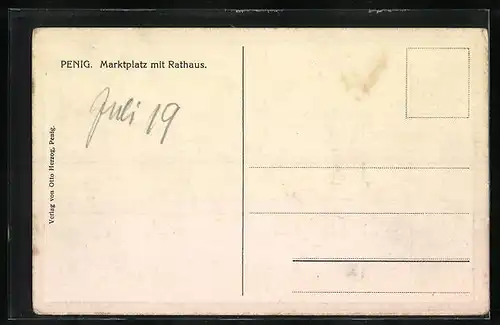 PENIG. Marktplatz mit Rathaus.
Juli 19
Verlag von Otto Herzog, Penig.